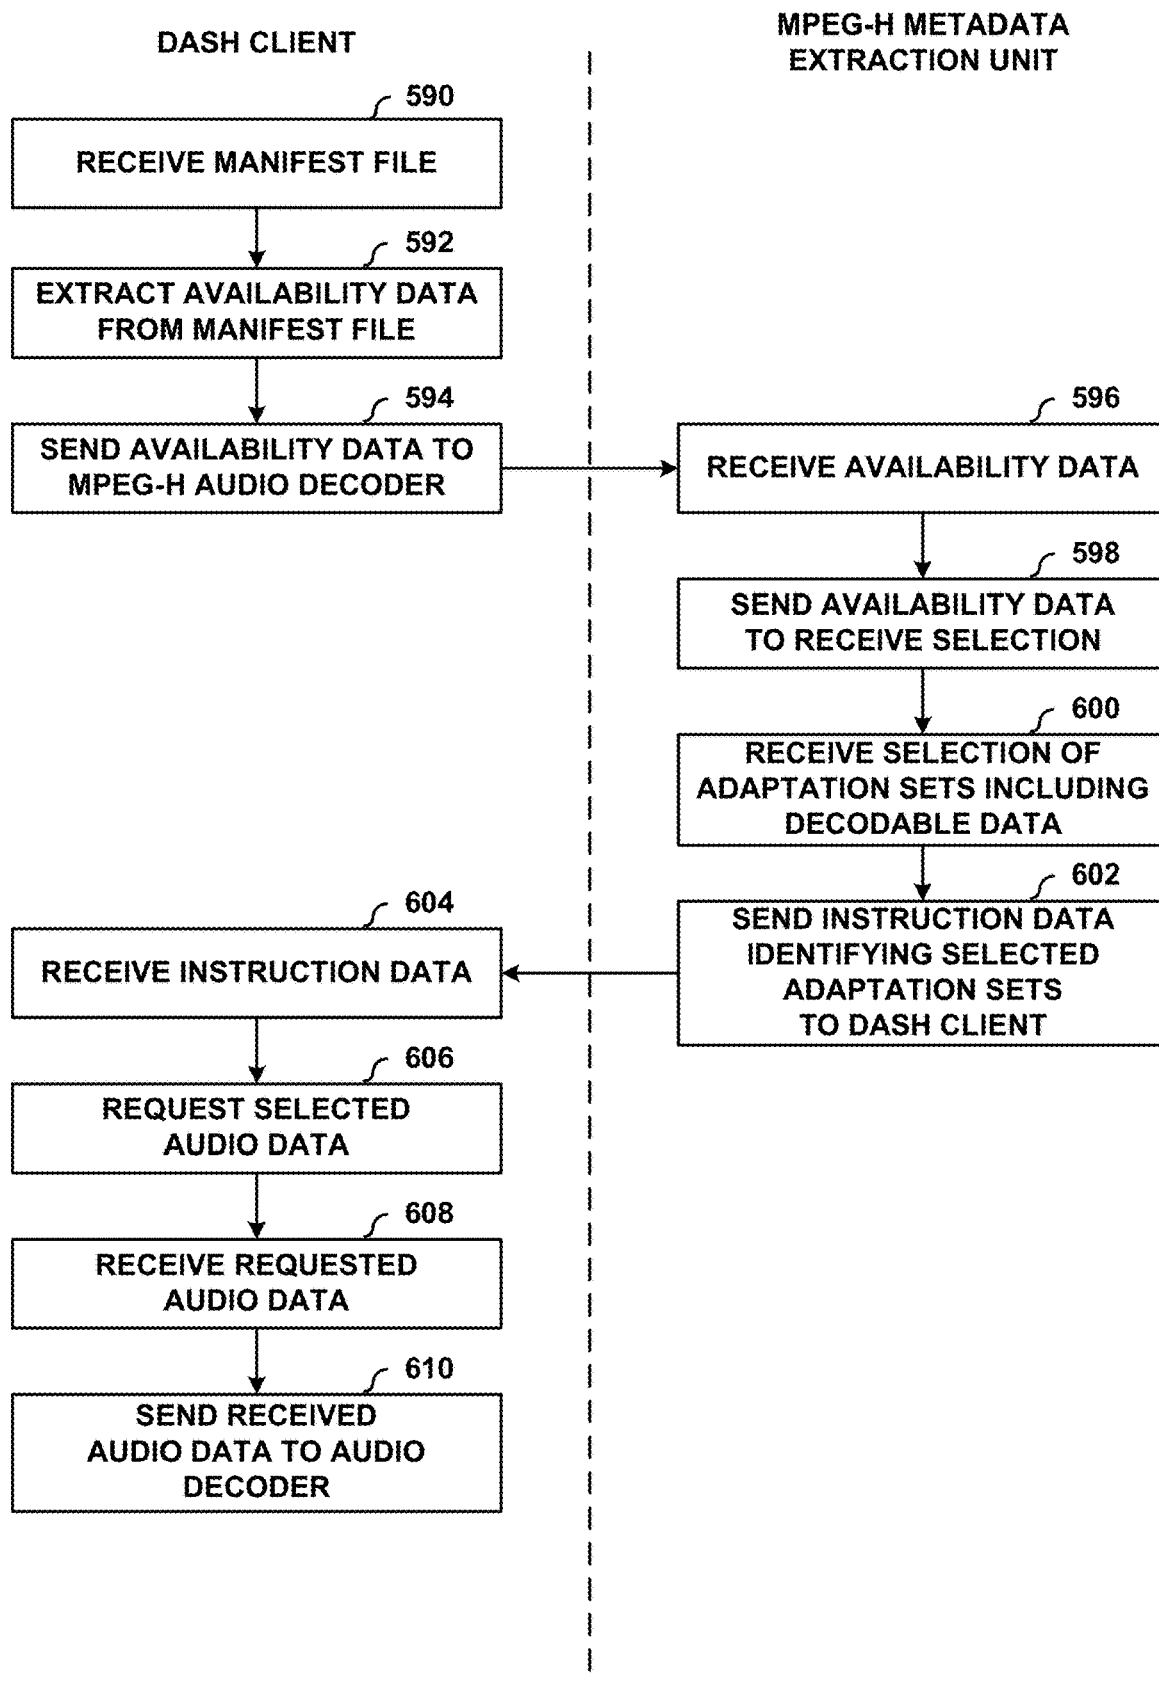 DASH CLIENT
MPEG-H METADATA
EXTRACTION UNIT
590
RECEIVE MANIFEST FILE
592
EXTRACT AVAILABILITY DATA
FROM MANIFEST FILE
594
SEND AVAILABILITY DATA TO
MPEG-H AUDIO DECODER
596
RECEIVE AVAILABILITY DATA
598
SEND AVAILABILITY DATA
TO RECEIVE SELECTION
600
RECEIVE SELECTION OF
ADAPTATION SETS INCLUDING
DECODABLE DATA
602
SEND INSTRUCTION DATA
IDENTIFYING SELECTED
ADAPTATION SETS
TO DASH CLIENT
604
RECEIVE INSTRUCTION DATA
606
REQUEST SELECTED
AUDIO DATA
608
RECEIVE REQUESTED
AUDIO DATA
610
SEND RECEIVED
AUDIO DATA TO AUDIO
DECODER